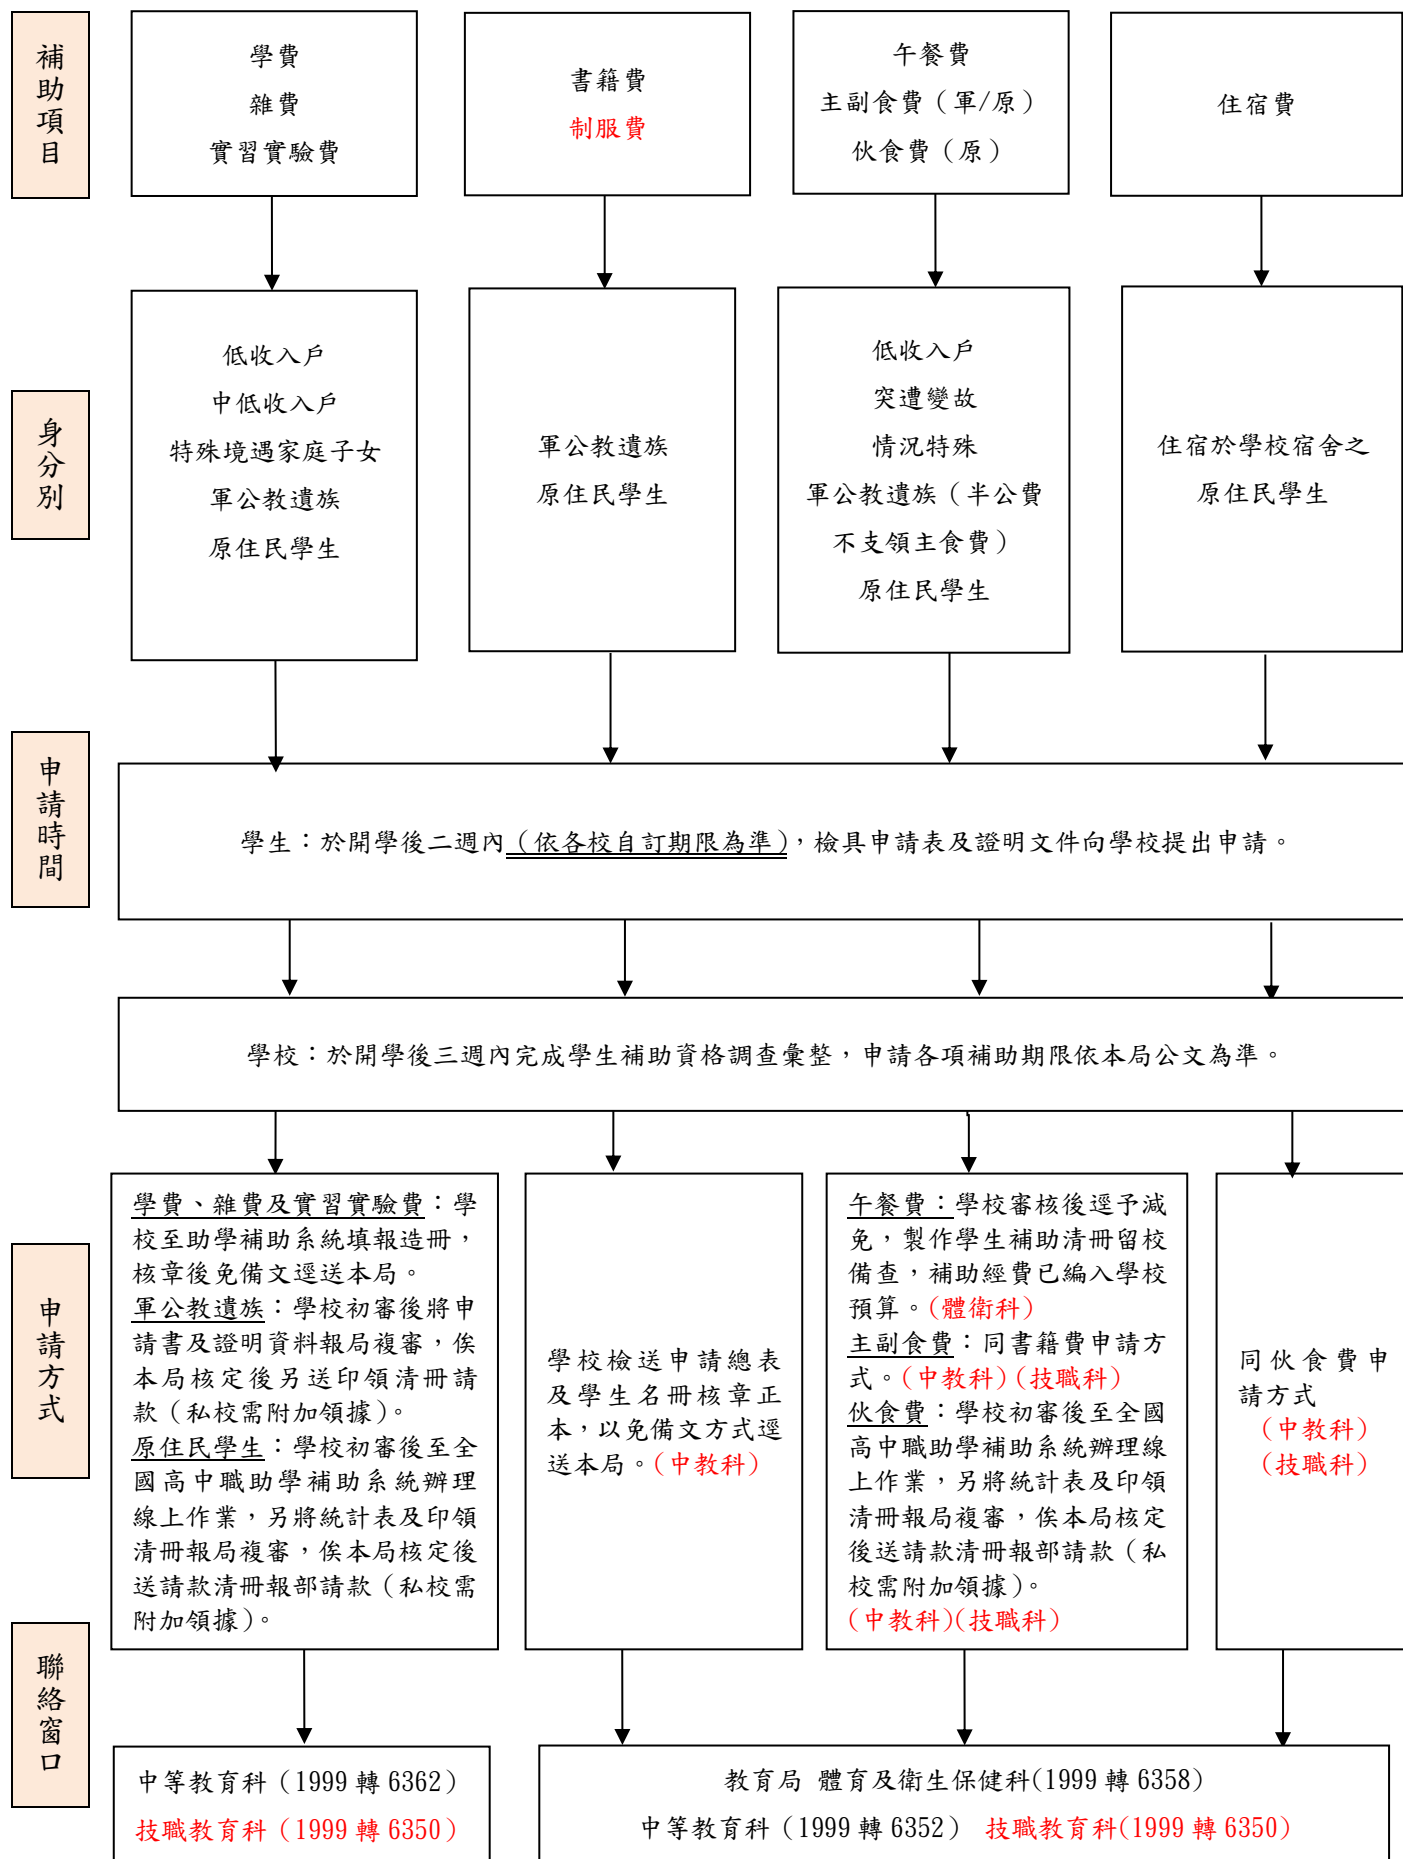 補助項目
學費
雜費
實習實驗費
書籍費
制服費
午餐費
主副食費（軍/原）
伙食費（原）
住宿費
身分別
低收入戶
中低收入戶
特殊境遇家庭子女
軍公教遺族
原住民學生
軍公教遺族
原住民學生
低收入戶
突遭變故
情況特殊
軍公教遺族（半公費
不支領主食費）
原住民學生
住宿於學校宿舍之
原住民學生
申請時間
學生：於開學後二週內（依各校自訂期限為準），檢具申請表及證明文件向學校提出申請。
學校：於開學後三週內完成學生補助資格調查彙整，申請各項補助期限依本局公文為準。
申請方式
學費、雜費及實習實驗費：學
校至助學補助系統填報造冊，
核章後免備文逕送本局。
軍公教遺族：學校初審後將申
請書及證明資料報局複審，俟
本局核定後另送印領清冊請
款（私校需附加領據）。
原住民學生：學校初審後至全
國高中職助學補助系統辦理
線上作業，另將統計表及印領
清冊報局複審，俟本局核定後
送請款清冊報部請款（私校需
附加領據）。
學校檢送申請總表
及學生名冊核章正
本，以免備文方式逕
送本局。(中教科)
午餐費：學校審核後逕予減
免，製作學生補助清冊留校
備查，補助經費已編入學校
預算。(體衛科)
主副食費：同書籍費申請方
式。(中教科)(技職科)
伙食費：學校初審後至全國
高中職助學補助系統辦理線
上作業，另將統計表及印領
清冊報局複審，俟本局核定
後送請款清冊報部請款（私
校需附加領據）。
(中教科)(技職科)
同伙食費申
請方式
(中教科)
(技職科)
聯絡窗口
中等教育科（1999 轉 6362）
技職教育科（1999 轉 6350）
教育局 體育及衛生保健科(1999 轉 6358)
中等教育科（1999 轉 6352） 技職教育科(1999 轉 6350)